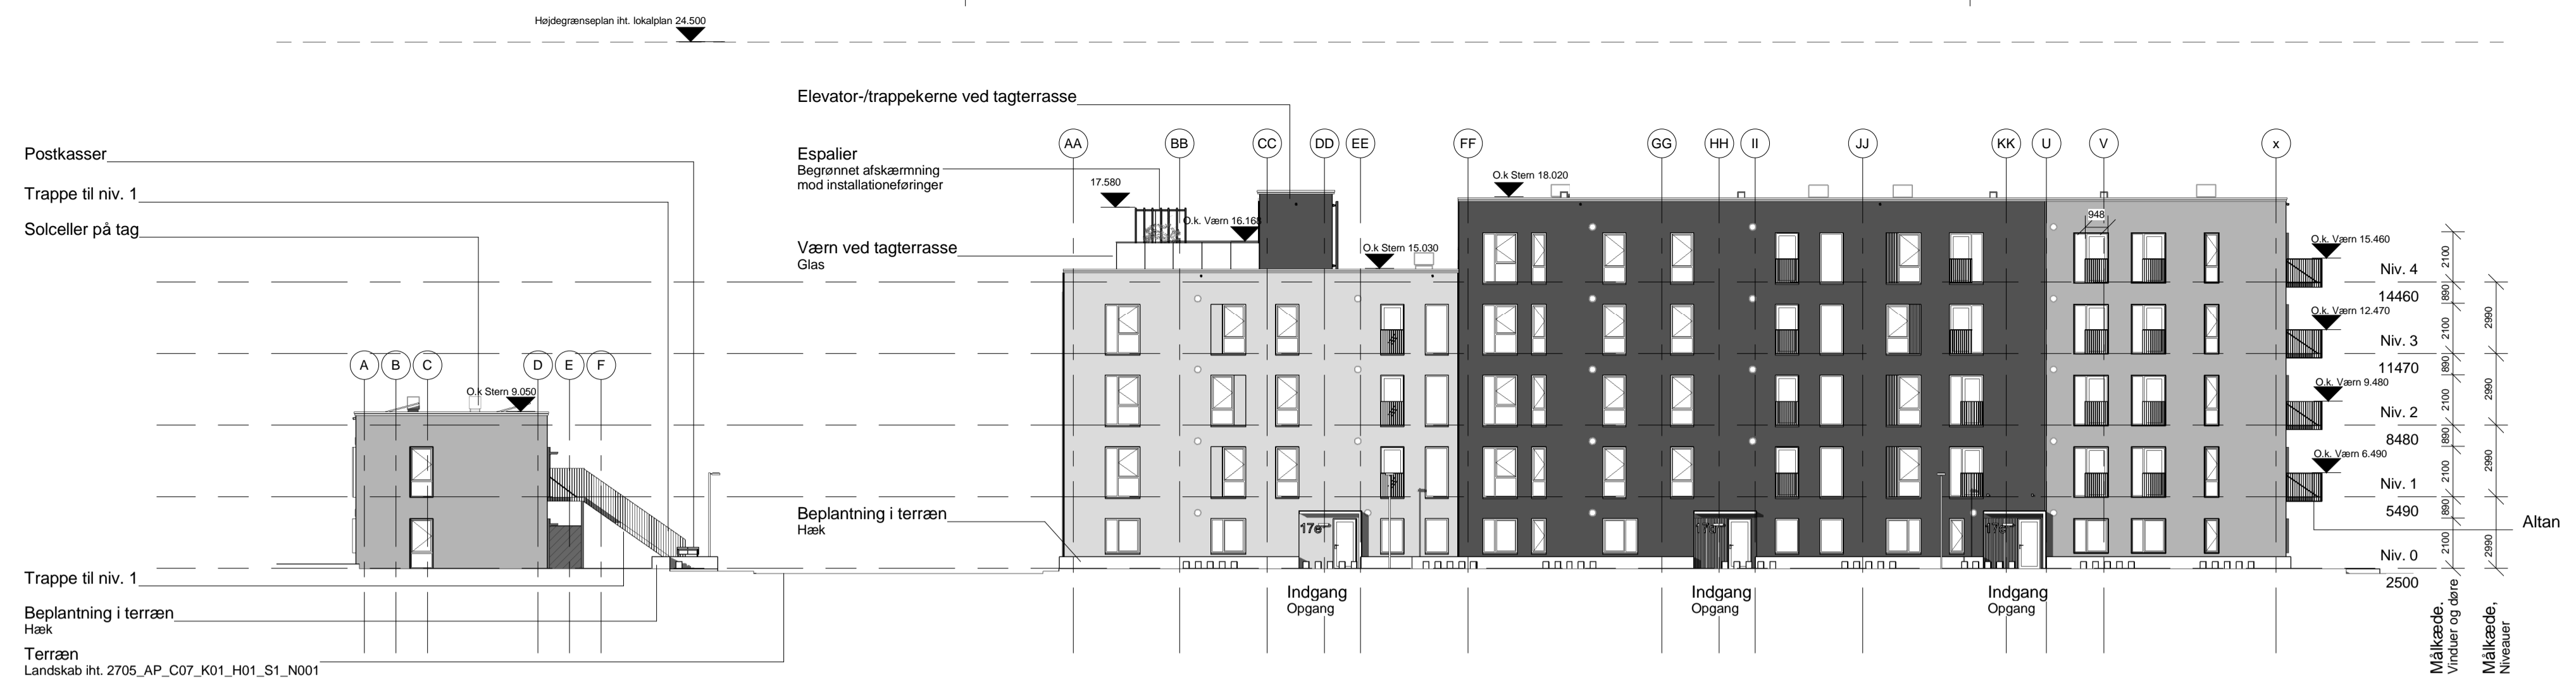 Højdegrænseplan iht. lokalplan 24.500
Elevator-/trappekerne ved tagterrasse
Postkasser
Trappe til niv. 1
Solceller på tag
Espalier
Begrønnet afskærmning
mod installationeføringer
17.580
O.k. Værn 16.168
Værn ved tagterrasse
Glas
O.k Stern 15.030
O.k Stern 18.020
AA
BB
CC
DD
EE
FF
GG
HH
II
JJ
KK
U
V
x
948
A
B
C
D
E
F
O.k Stern 9.050
O.k. Værn 15.460
O.k. Værn 12.470
O.k. Værn 9.480
O.k. Værn 6.490
Niv. 4
14460
Niv. 3
11470
Niv. 2
8480
Niv. 1
5490
Niv. 0
2500
2100
890
2100
890
2100
890
2100
890
2100
2990
2990
2990
2990
Altan
Beplantning i terræn
Hæk
17e
Indgang
Opgang
Indgang
Opgang
Indgang
Opgang
Trappe til niv. 1
Beplantning i terræn
Hæk
Terræn
Landskab iht. 2705_AP_C07_K01_H01_S1_N001
Målkæde.
Vinduer og døre
Målkæde,
Niveauer